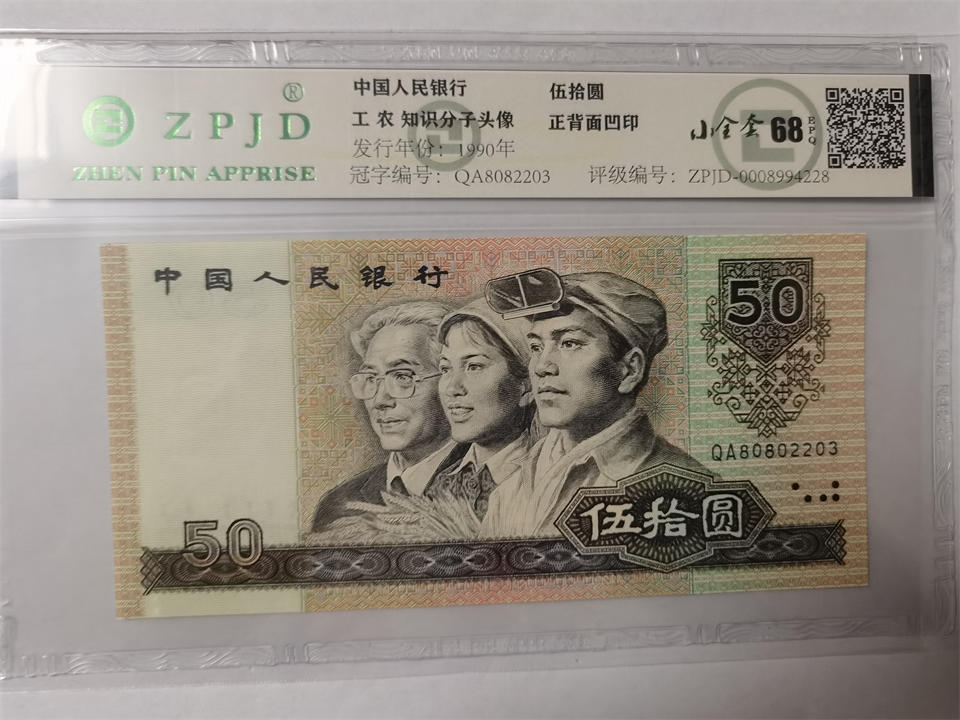 ZPJD®
ZHEN PIN APPRISE
中国人民银行 伍拾圆
工 农 知识分子头像 正背面凹印
发行年份：1990年
冠字编号：QA8082203 评级编号：ZPJD-0008994228
小全套 68 EPQ
中国人民银行
50
QA80802203
伍拾圆
50